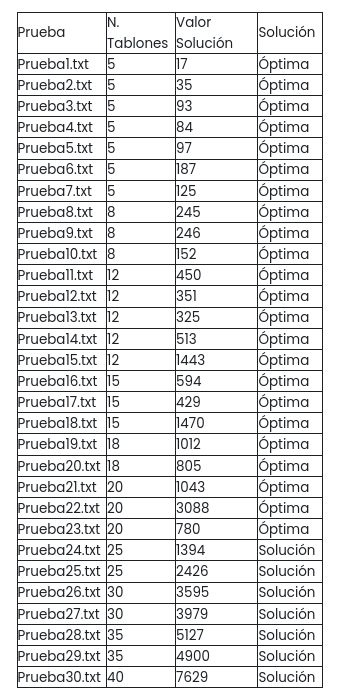 Prueba N. Tablones Valor Solución Solución
Prueba1.txt 5 17 Óptima
Prueba2.txt 5 35 Óptima
Prueba3.txt 5 93 Óptima
Prueba4.txt 5 84 Óptima
Prueba5.txt 5 97 Óptima
Prueba6.txt 5 187 Óptima
Prueba7.txt 5 125 Óptima
Prueba8.txt 8 245 Óptima
Prueba9.txt 8 246 Óptima
Prueba10.txt 8 152 Óptima
Prueba11.txt 12 450 Óptima
Prueba12.txt 12 351 Óptima
Prueba13.txt 12 325 Óptima
Prueba14.txt 12 513 Óptima
Prueba15.txt 12 1443 Óptima
Prueba16.txt 15 594 Óptima
Prueba17.txt 15 429 Óptima
Prueba18.txt 15 1470 Óptima
Prueba19.txt 18 1012 Óptima
Prueba20.txt 18 805 Óptima
Prueba21.txt 20 1043 Óptima
Prueba22.txt 20 3088 Óptima
Prueba23.txt 20 780 Óptima
Prueba24.txt 25 1394 Solución
Prueba25.txt 25 2426 Solución
Prueba26.txt 30 3595 Solución
Prueba27.txt 30 3979 Solución
Prueba28.txt 35 5127 Solución
Prueba29.txt 35 4900 Solución
Prueba30.txt 40 7629 Solución